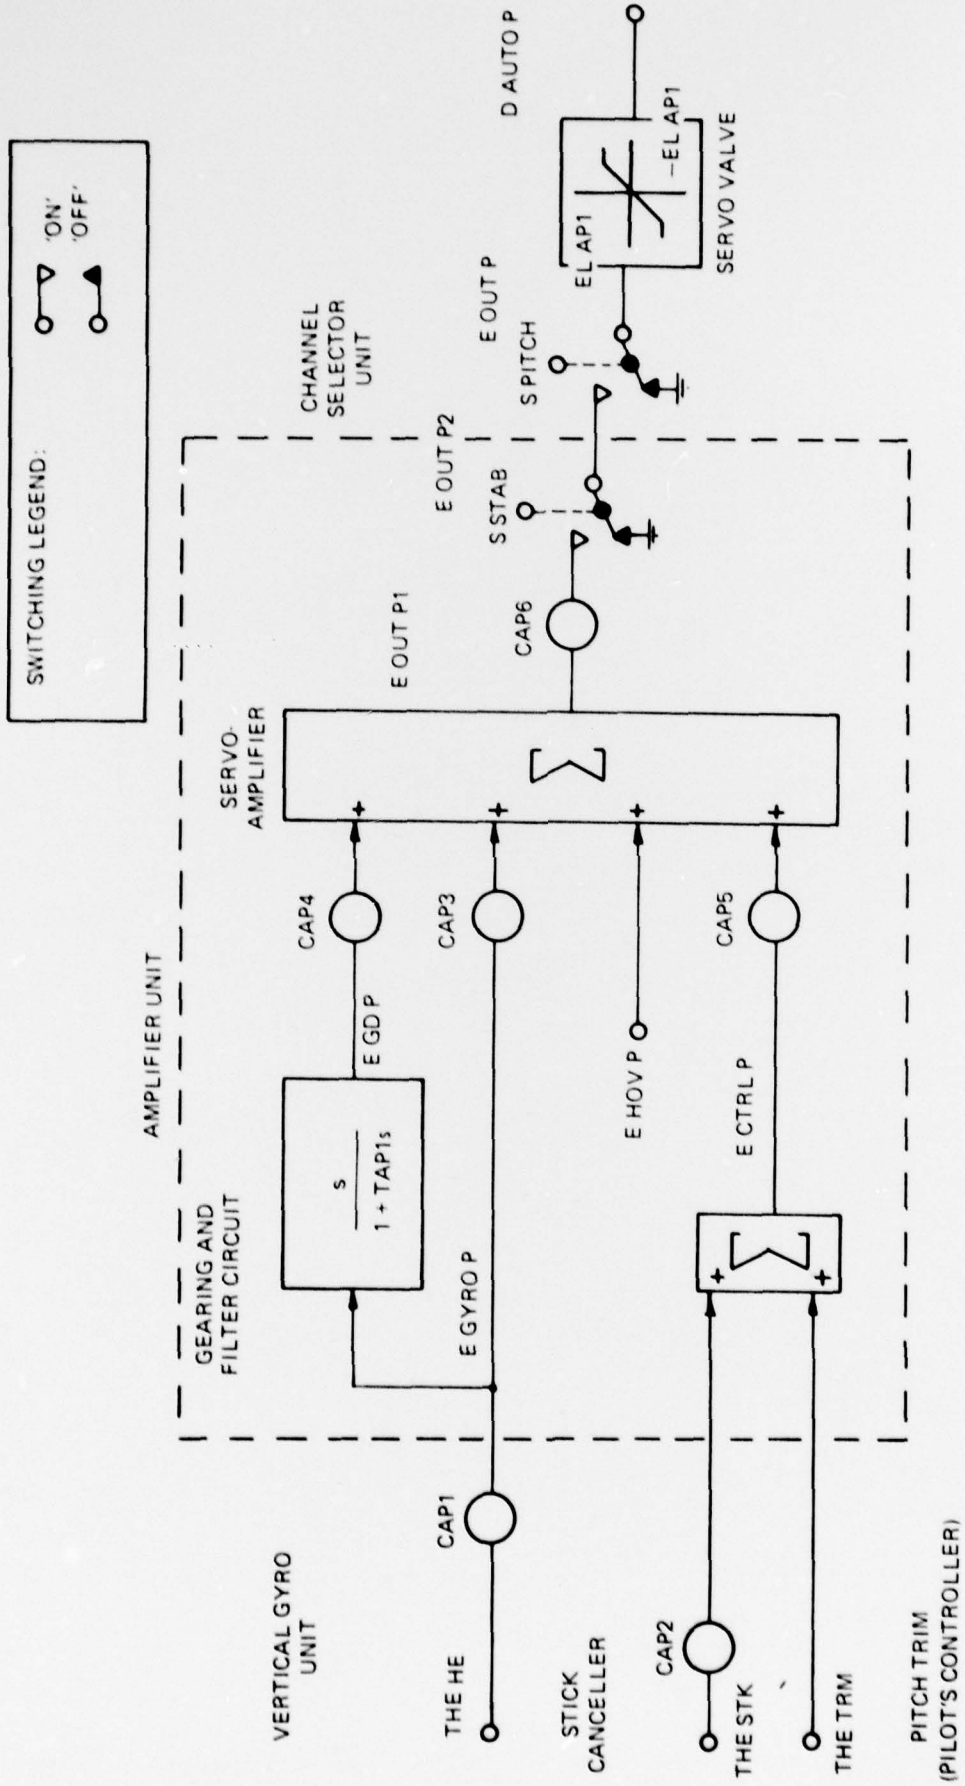 SWITCHING LEGEND:
'ON'
'OFF'
AMPLIFIER UNIT
CHANNEL
SELECTOR
UNIT
GEARING AND
FILTER CIRCUIT
SERVO-
AMPLIFIER
VERTICAL GYRO
UNIT
s
1 + TAP1s
E GD P
CAP4
+
E OUT P1
E OUT P2
E OUT P
D AUTO P
THE HE
CAP1
E GYRO P
CAP3
+
Σ
CAP6
S STAB
S PITCH
EL AP1
−EL AP1
SERVO VALVE
STICK
CANCELLER
E HOV P
+
CAP2
THE STK
+
Σ
+
E CTRL P
CAP5
+
THE TRM
PITCH TRIM
(PILOT'S CONTROLLER)